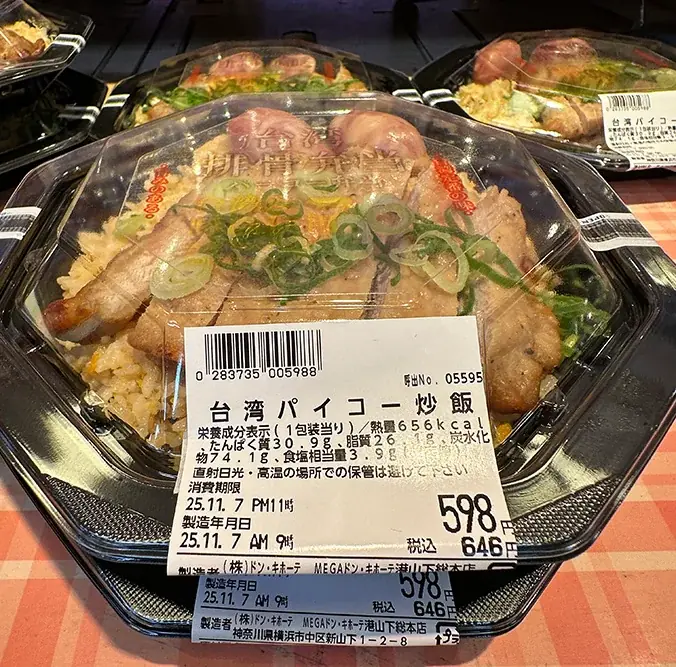 排骨弁当
0 283735 005988
呼出No. 05595
台湾パイコー炒飯
栄養成分表示(1包装当り)/熱量656kcal
、たんぱく質30.9g、脂質26.1g、炭水化
物74.1g、食塩相当量3.9g
直射日光・高温の場所での保管は避けて下さい
消費期限
25.11. 7 PM11時
製造年月日
25.11. 7 AM 9時
598円
税込 646円
製造者(株)ドン・キホーテ MEGAドン・キホーテ港山下総本店
製造年月日
25.11. 7 AM 9時
598円
税込 646円
製造者(株)ドン・キホーテ MEGAドン・キホーテ港山下総本店
神奈川県横浜市中区新山下1-2-8
OPEN
台湾パイコー